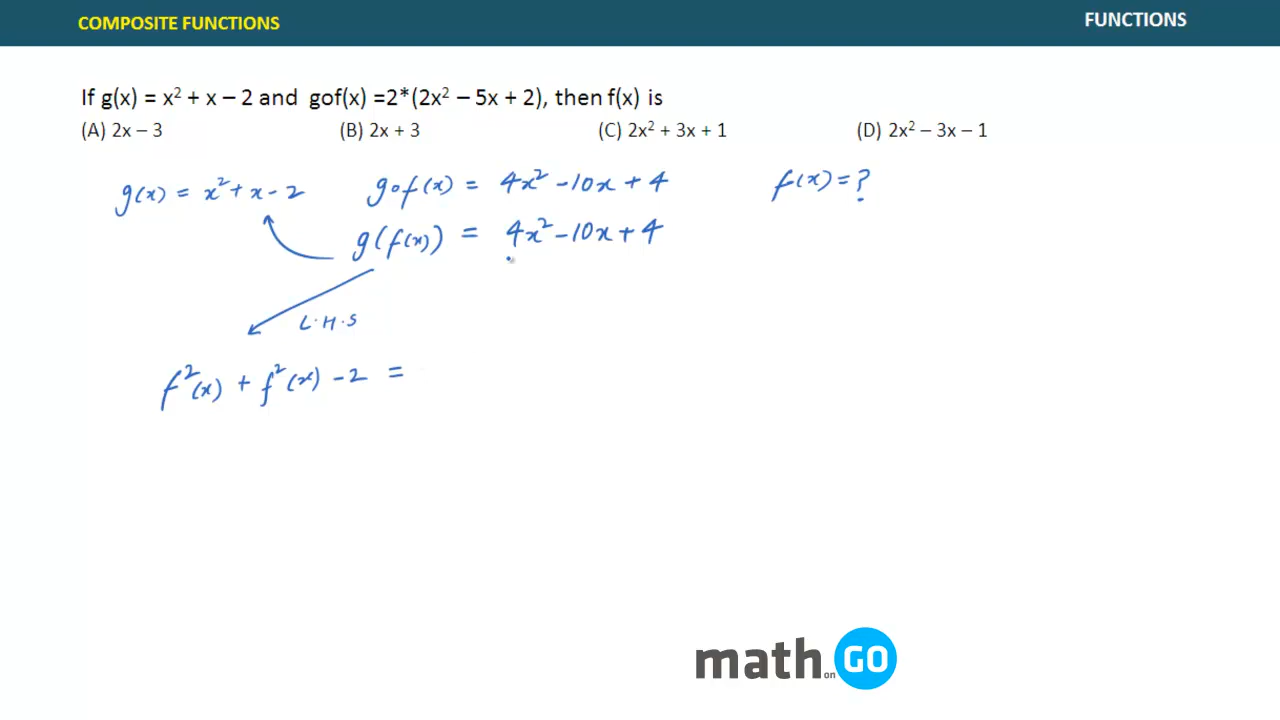 COMPOSITE FUNCTIONS
FUNCTIONS
If g(x) = x² + x – 2 and gof(x) =2*(2x² – 5x + 2), then f(x) is
(A) 2x – 3 (B) 2x + 3 (C) 2x² + 3x + 1 (D) 2x² – 3x – 1
g(x) = x² + x - 2 gof(x) = 4x² - 10x + 4 f(x) = ?
g(f(x)) = 4x² - 10x + 4
L.H.S
f²(x) + f²(x) - 2 =
math on GO